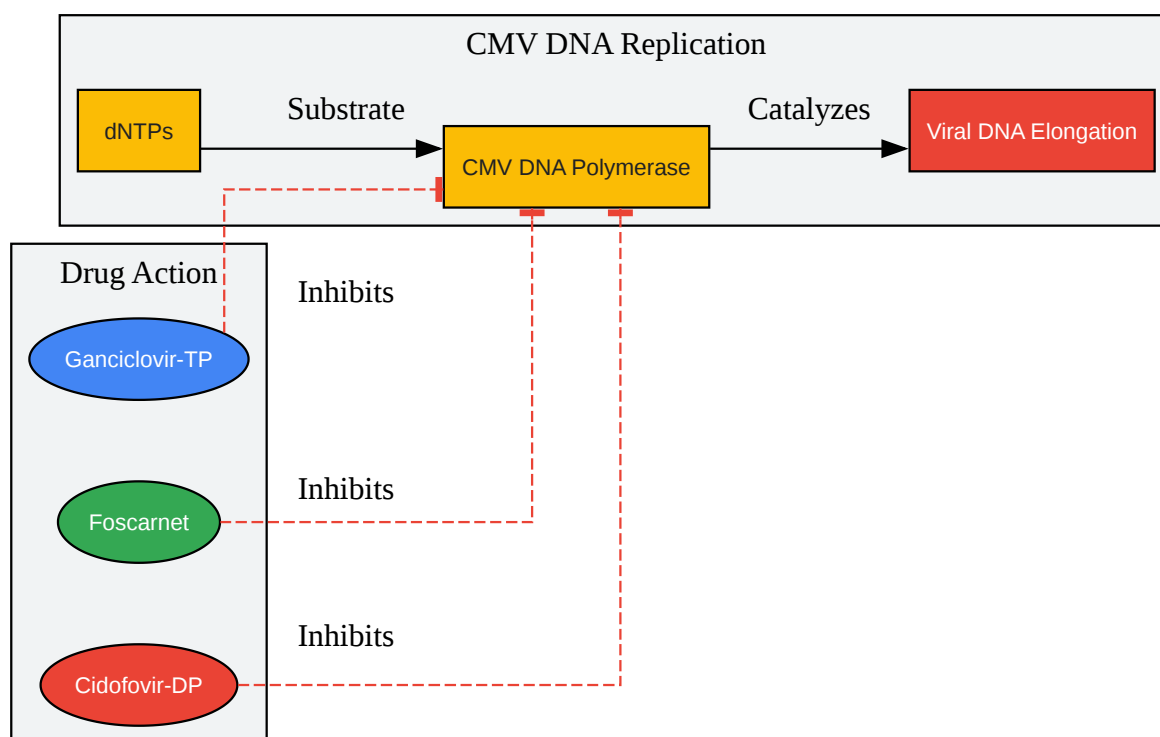 CMV DNA Replication
dNTPs
Substrate
CMV DNA Polymerase
Catalyzes
Viral DNA Elongation
Drug Action
Inhibits
Ganciclovir-TP
Inhibits
Foscarnet
Inhibits
Cidofovir-DP